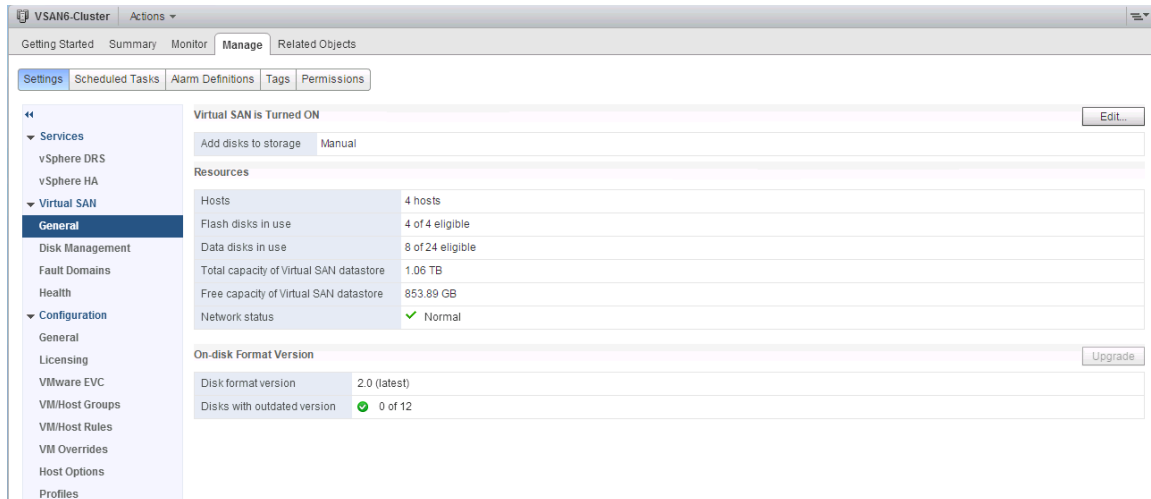 VSAN6-Cluster Actions
Getting Started Summary Monitor Manage Related Objects
Settings Scheduled Tasks Alarm Definitions Tags Permissions
Services
vSphere DRS
vSphere HA
Virtual SAN
General
Disk Management
Fault Domains
Health
Configuration
General
Licensing
VMware EVC
VM/Host Groups
VM/Host Rules
VM Overrides
Host Options
Profiles
Virtual SAN is Turned ON Edit...
Add disks to storage Manual
Resources
Hosts 4 hosts
Flash disks in use 4 of 4 eligible
Data disks in use 8 of 24 eligible
Total capacity of Virtual SAN datastore 1.06 TB
Free capacity of Virtual SAN datastore 853.89 GB
Network status Normal
On-disk Format Version Upgrade
Disk format version 2.0 (latest)
Disks with outdated version 0 of 12